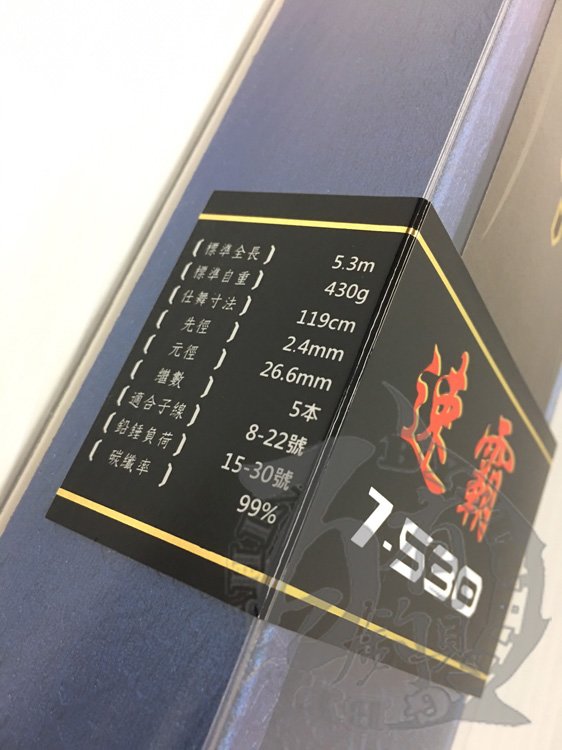 (標準全長) 5.3m
(標準自重) 430g
(仕舞寸法) 119cm
(先徑) 2.4mm
(元徑) 26.6mm
(繼數) 5本
(適合子線) 8-22號
(鉛錘負荷) 15-30號
(碳纖率) 99%
霸
7.530